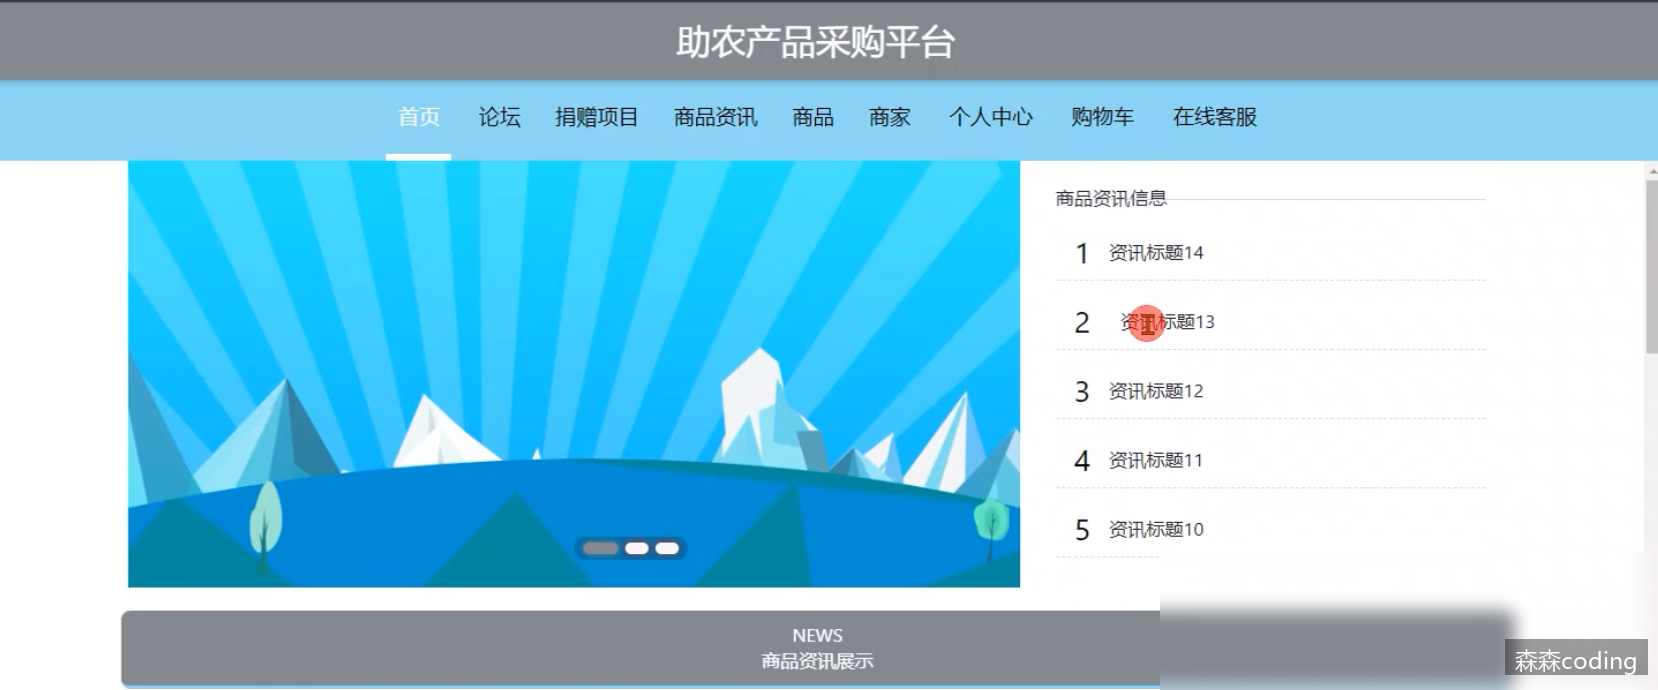 助农产品采购平台
首页 论坛 捐赠项目 商品资讯 商品 商家 个人中心 购物车 在线客服
商品资讯信息
1 资讯标题14
2 资讯标题13
3 资讯标题12
4 资讯标题11
5 资讯标题10
NEWS
商品资讯展示
森森coding